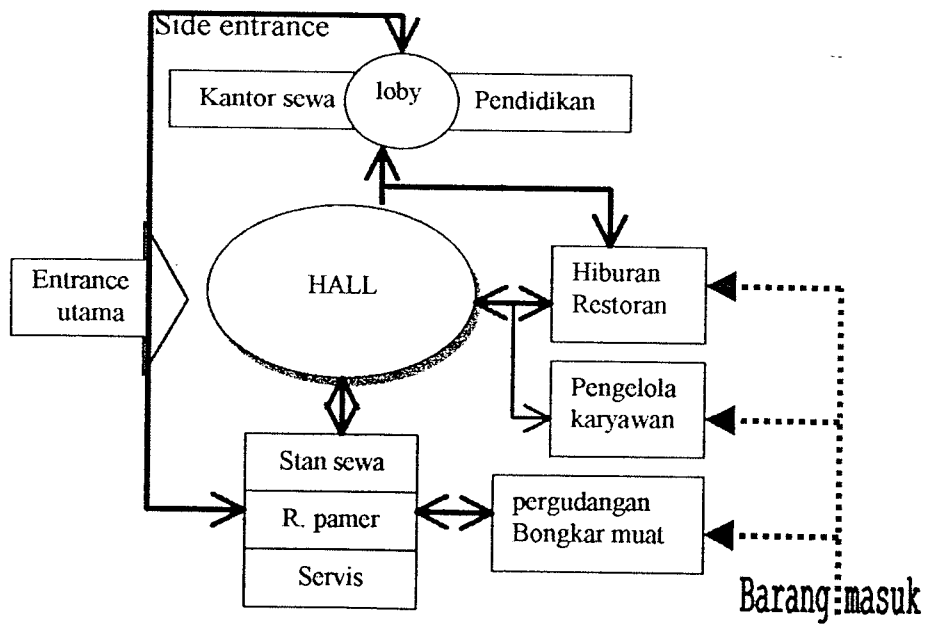 Side entrance
Kantor sewa
loby
Pendidikan
Entrance
utama
HALL
Hiburan
Restoran
Pengelola
karyawan
Stan sewa
R. pamer
Servis
pergudangan
Bongkar muat
Barang masuk